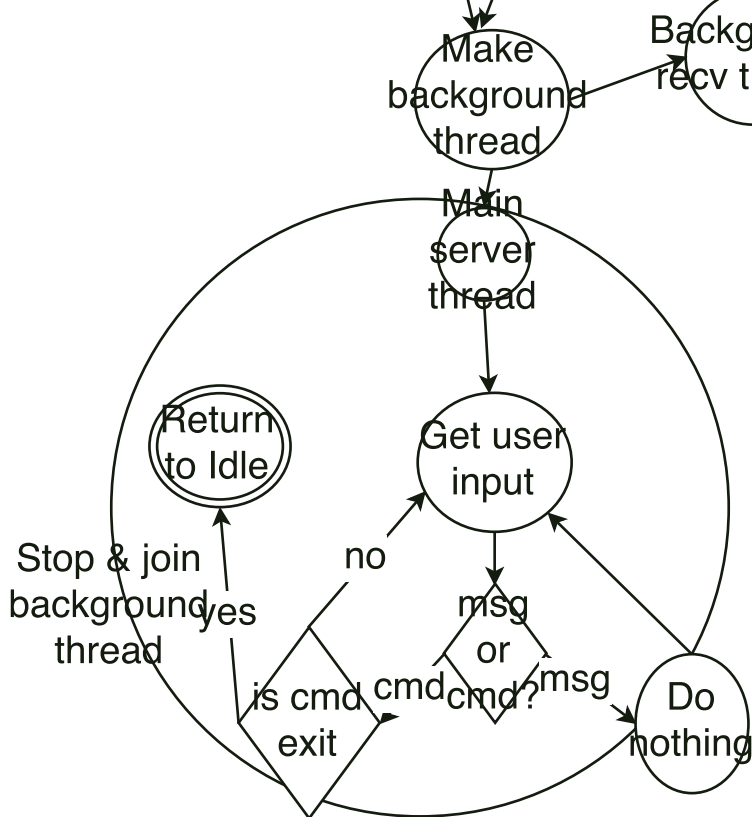 Make
background
thread
Backg
recv t
Main
server
thread
Return
to Idle
Get user
input
Stop & join
background
thread
yes
no
msg
or
cmd?
cmd
msg
is cmd
exit
Do
nothing